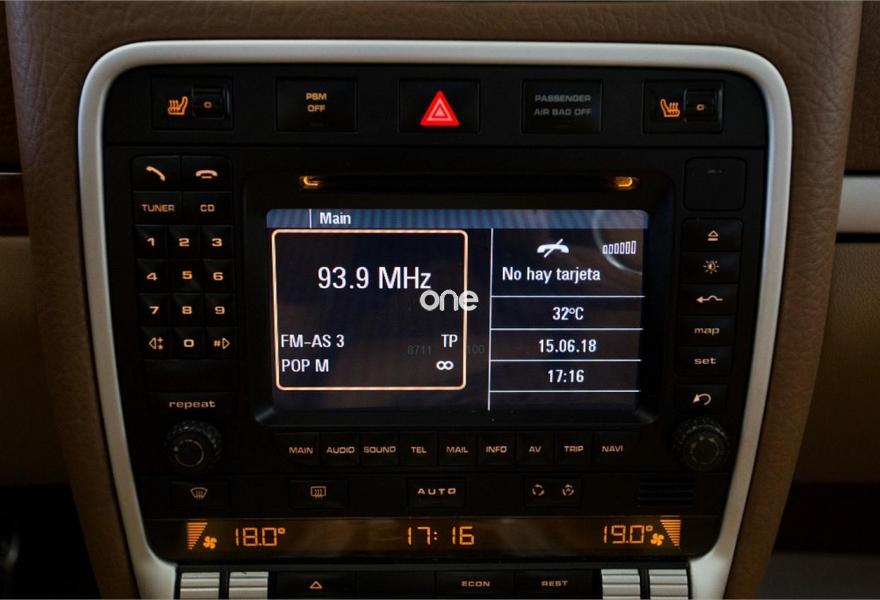 PSM
OFF
PASSENGER
AIR BAG OFF
TUNER CD
1 2 3
4 5 6
7 8 9
0 #
repeat
Main
93.9 MHz
FM-AS 3 TP
POP M ∞
No hay tarjeta
32°C
15.06.18
17:16
one
8711 100
map
set
MAIN AUDIO SOUND TEL MAIL INFO AV TRIP NAVI
AUTO
18.0° 17:16 19.0°
ECON REST